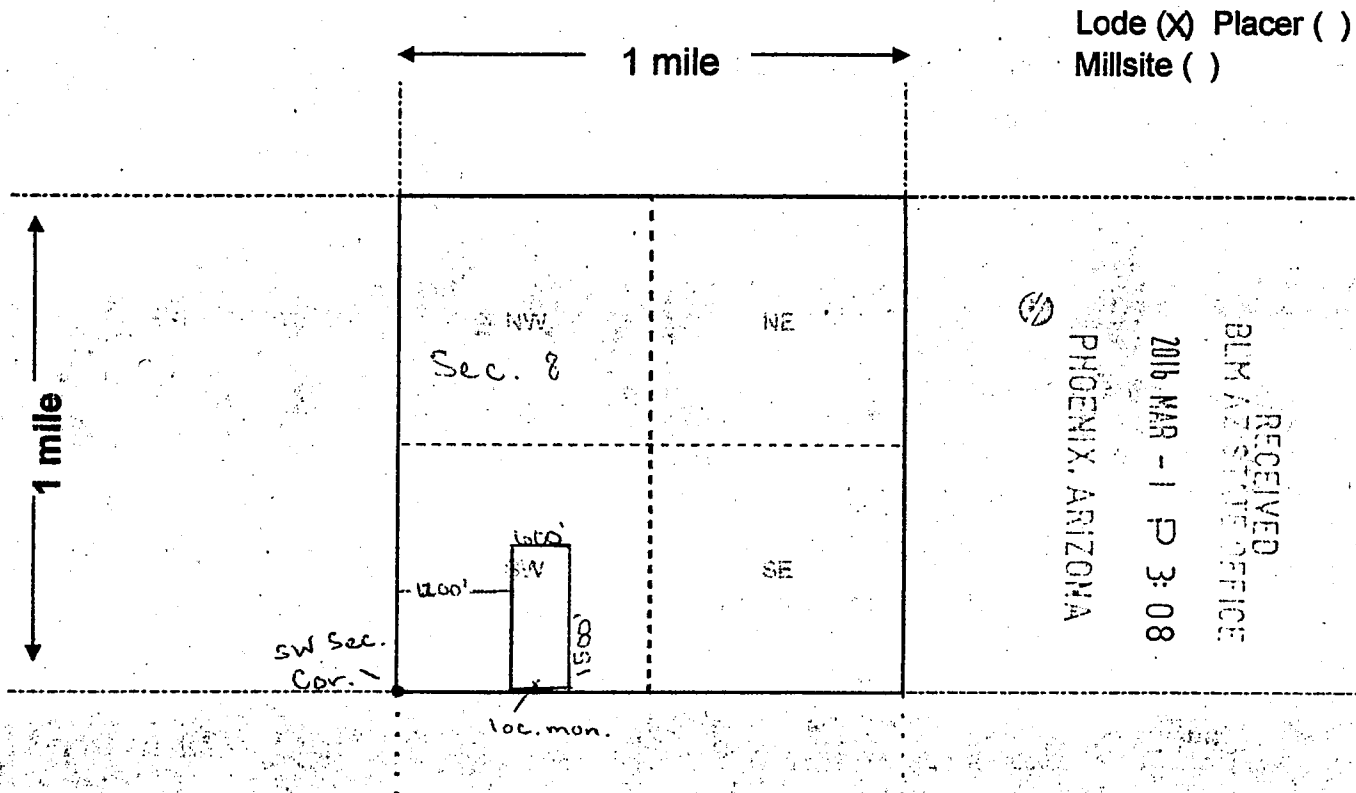 Lode (X) Placer ( )
Millsite ( )
1 mile
1 mile
NW
NE
Sec. 8
600'
SW
SE
1200'
1500'
SW Sec.
Cor.
loc. mon.
RECEIVED
BLM AZ STATE OFFICE
2016 MAR -1 P 3:08
PHOENIX, ARIZONA